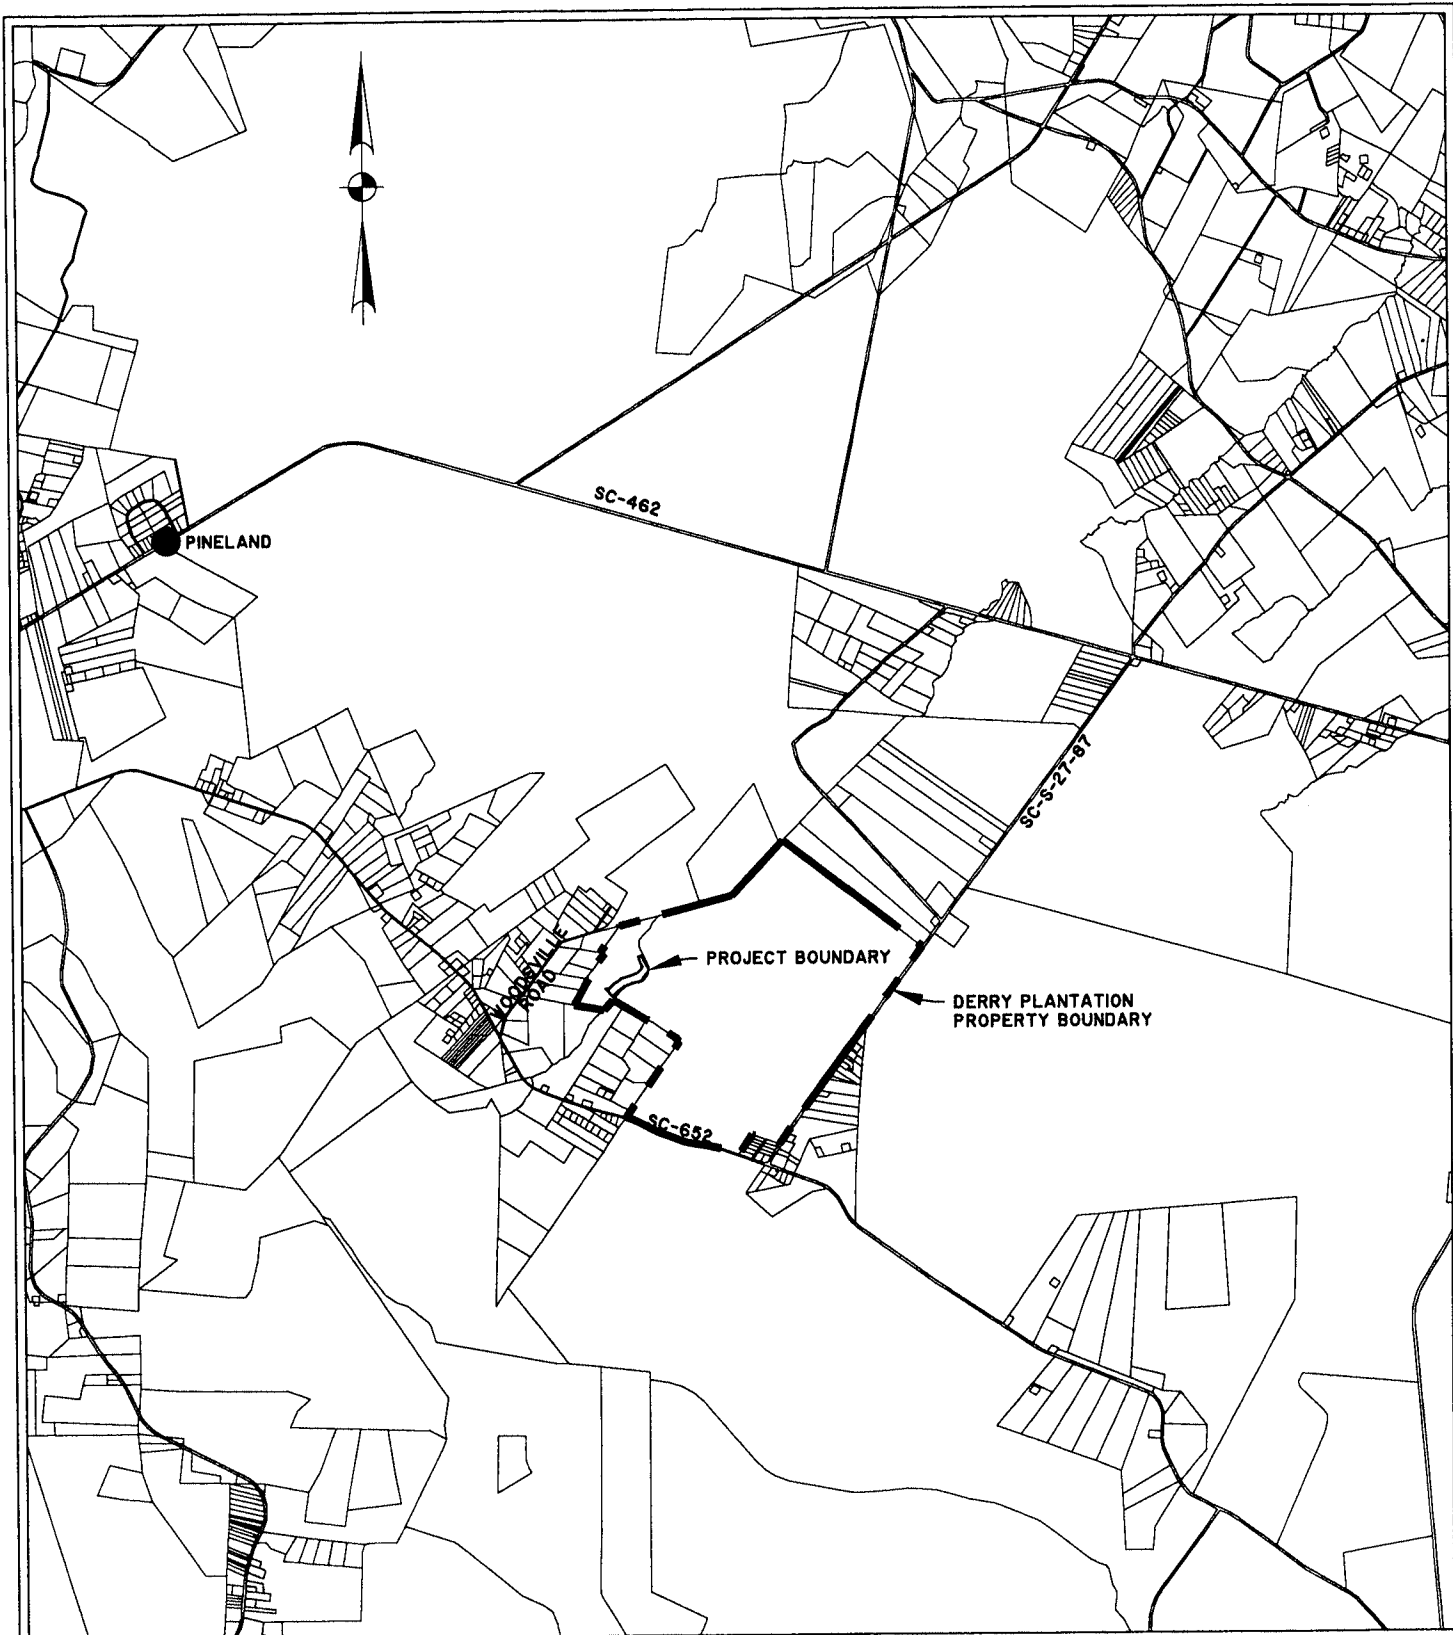 SC-462
PINELAND
SC-S-27-87
WOODSVILLE
ROAD
PROJECT BOUNDARY
DERRY PLANTATION
PROPERTY BOUNDARY
SC-652